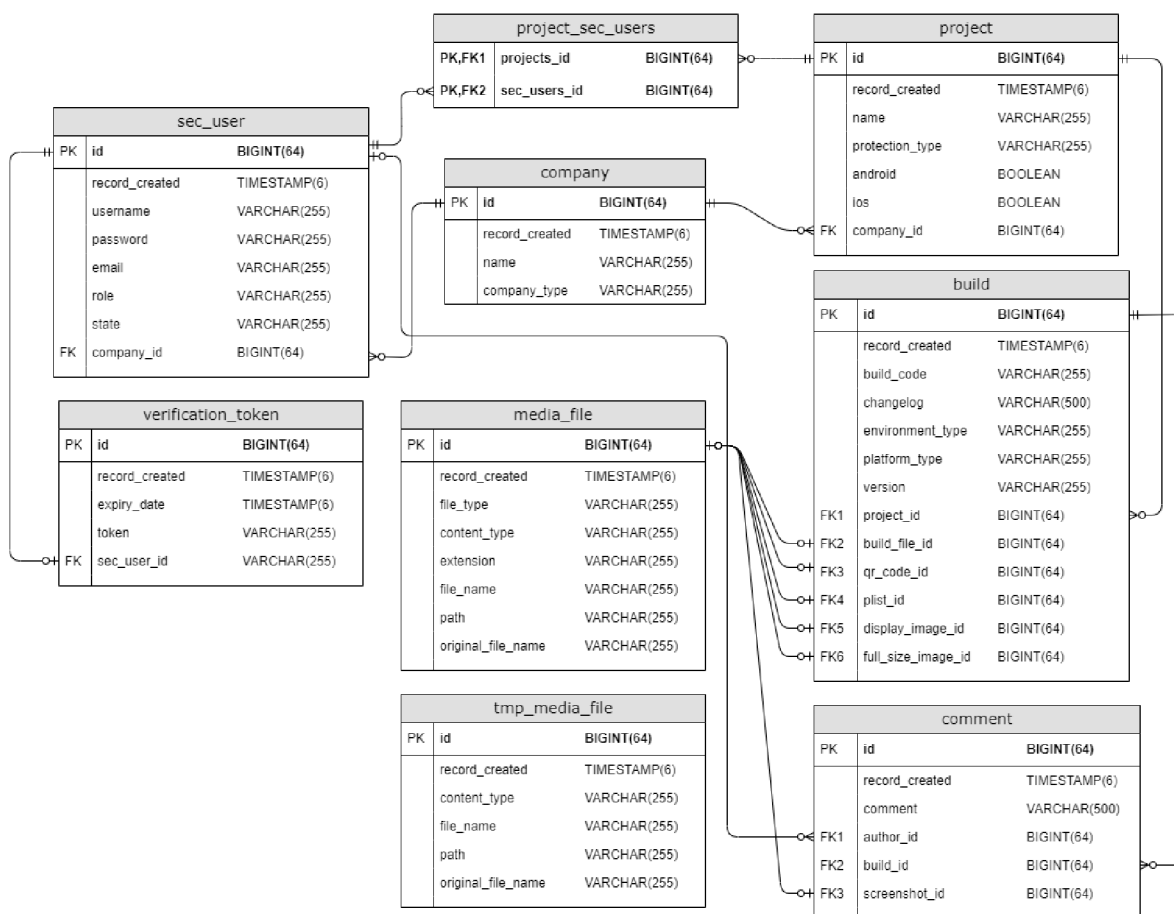 project_sec_users
PK,FK1 projects_id BIGINT(64)
PK,FK2 sec_users_id BIGINT(64)
project
PK id BIGINT(64)
record_created TIMESTAMP(6)
name VARCHAR(255)
protection_type VARCHAR(255)
android BOOLEAN
ios BOOLEAN
FK company_id BIGINT(64)
sec_user
PK id BIGINT(64)
record_created TIMESTAMP(6)
username VARCHAR(255)
password VARCHAR(255)
email VARCHAR(255)
role VARCHAR(255)
state VARCHAR(255)
FK company_id BIGINT(64)
company
PK id BIGINT(64)
record_created TIMESTAMP(6)
name VARCHAR(255)
company_type VARCHAR(255)
build
PK id BIGINT(64)
record_created TIMESTAMP(6)
build_code VARCHAR(255)
changelog VARCHAR(500)
environment_type VARCHAR(255)
platform_type VARCHAR(255)
version VARCHAR(255)
FK1 project_id BIGINT(64)
FK2 build_file_id BIGINT(64)
FK3 qr_code_id BIGINT(64)
FK4 plist_id BIGINT(64)
FK5 display_image_id BIGINT(64)
FK6 full_size_image_id BIGINT(64)
verification_token
PK id BIGINT(64)
record_created TIMESTAMP(6)
expiry_date TIMESTAMP(6)
token VARCHAR(255)
FK sec_user_id VARCHAR(255)
media_file
PK id BIGINT(64)
record_created TIMESTAMP(6)
file_type VARCHAR(255)
content_type VARCHAR(255)
extension VARCHAR(255)
file_name VARCHAR(255)
path VARCHAR(255)
original_file_name VARCHAR(255)
tmp_media_file
PK id BIGINT(64)
record_created TIMESTAMP(6)
content_type VARCHAR(255)
file_name VARCHAR(255)
path VARCHAR(255)
original_file_name VARCHAR(255)
comment
PK id BIGINT(64)
record_created TIMESTAMP(6)
comment VARCHAR(500)
FK1 author_id BIGINT(64)
FK2 build_id BIGINT(64)
FK3 screenshot_id BIGINT(64)